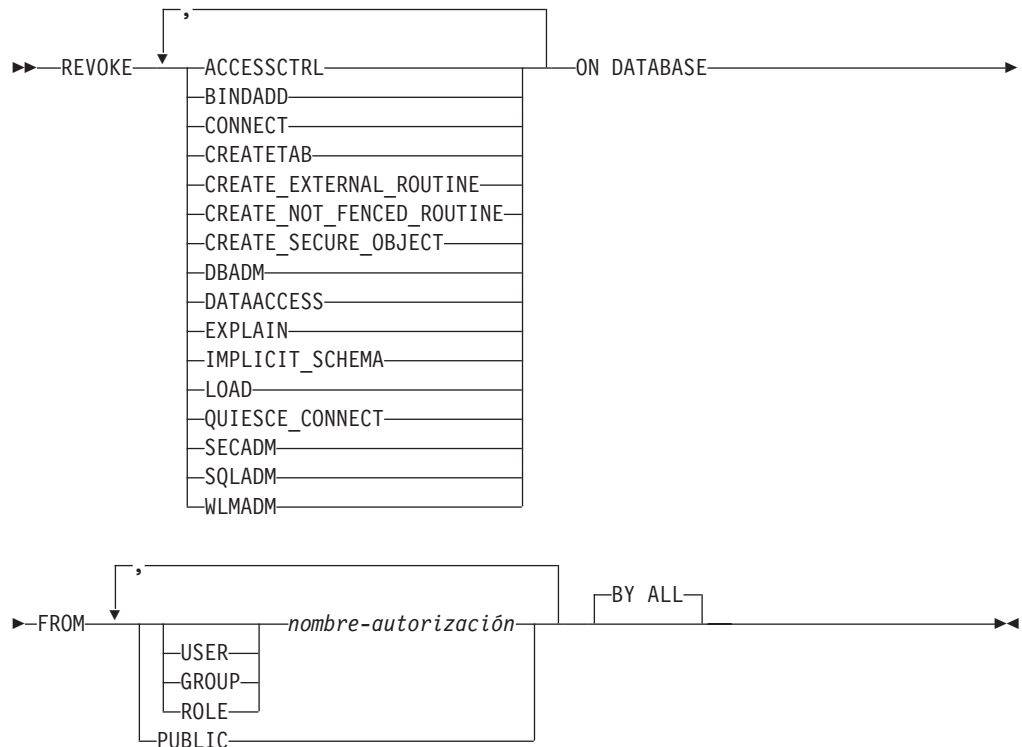 ,
REVOKE ACCESSCTRL ON DATABASE
BINDADD
CONNECT
CREATETAB
CREATE_EXTERNAL_ROUTINE
CREATE_NOT_FENCED_ROUTINE
CREATE_SECURE_OBJECT
DBADM
DATAACCESS
EXPLAIN
IMPLICIT_SCHEMA
LOAD
QUIESCE_CONNECT
SECADM
SQLADM
WLMADM
,
BY ALL
FROM nombre-autorización
USER
GROUP
ROLE
PUBLIC